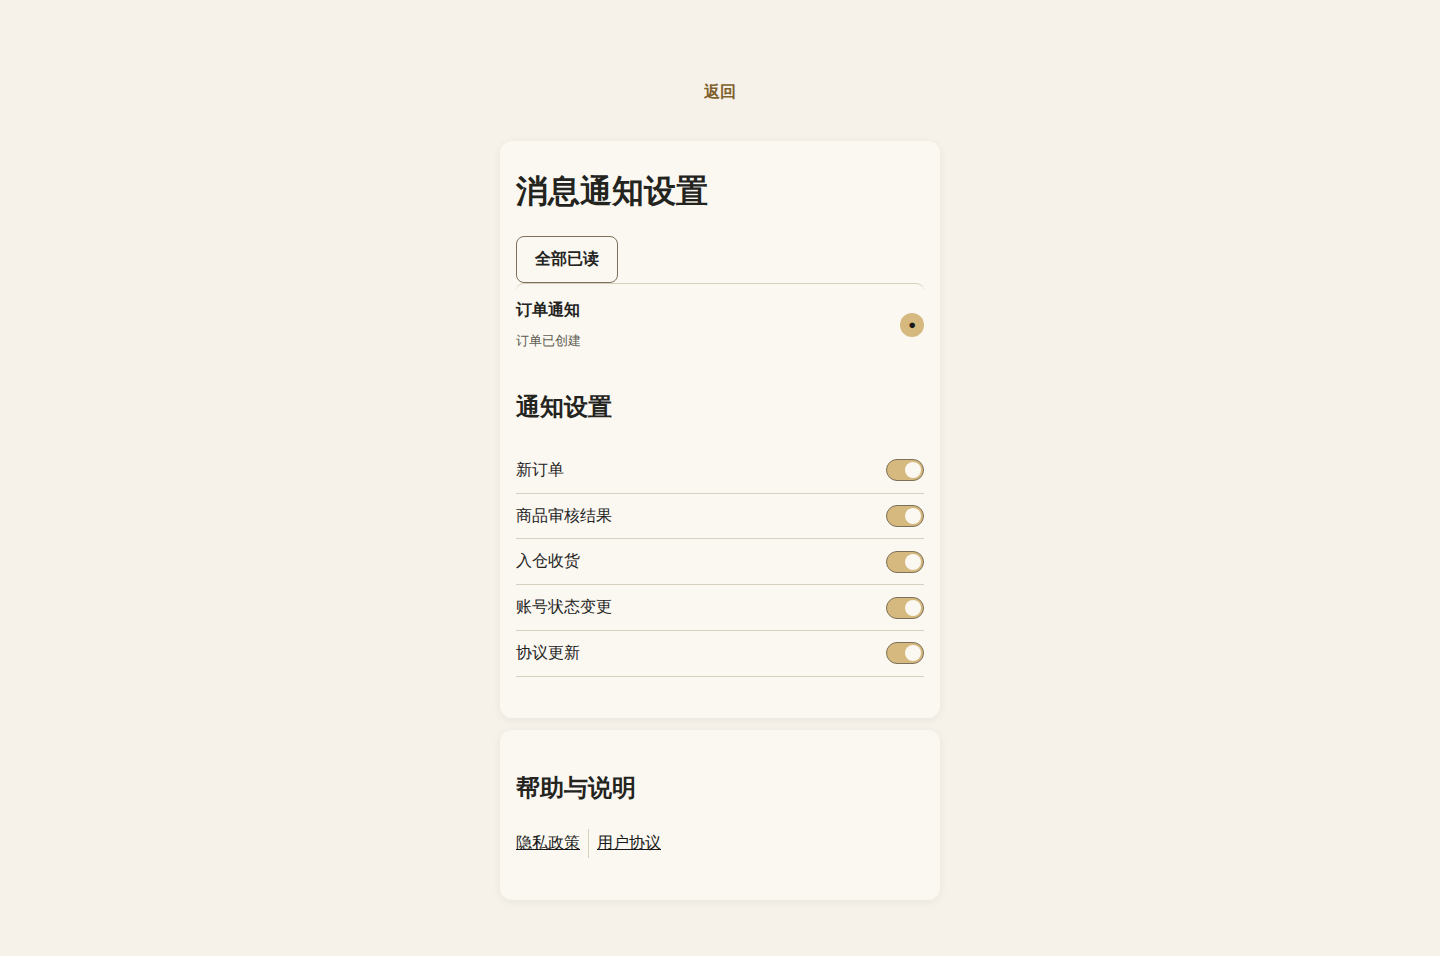 返回
消息通知设置
全部已读
订单通知
订单已创建
通知设置
新订单
商品审核结果
入仓收货
账号状态变更
协议更新
帮助与说明
隐私政策 用户协议